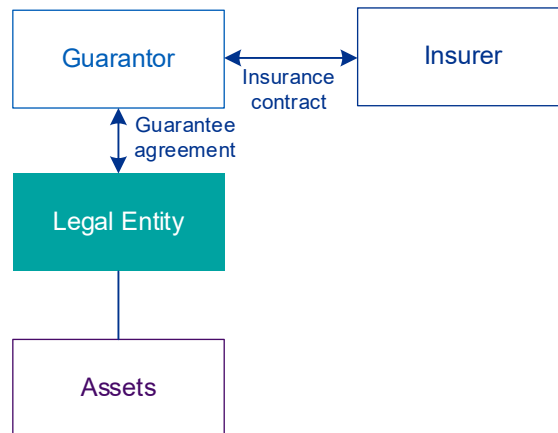 Guarantor
Insurer
Insurance
contract
Guarantee
agreement
Legal Entity
Assets